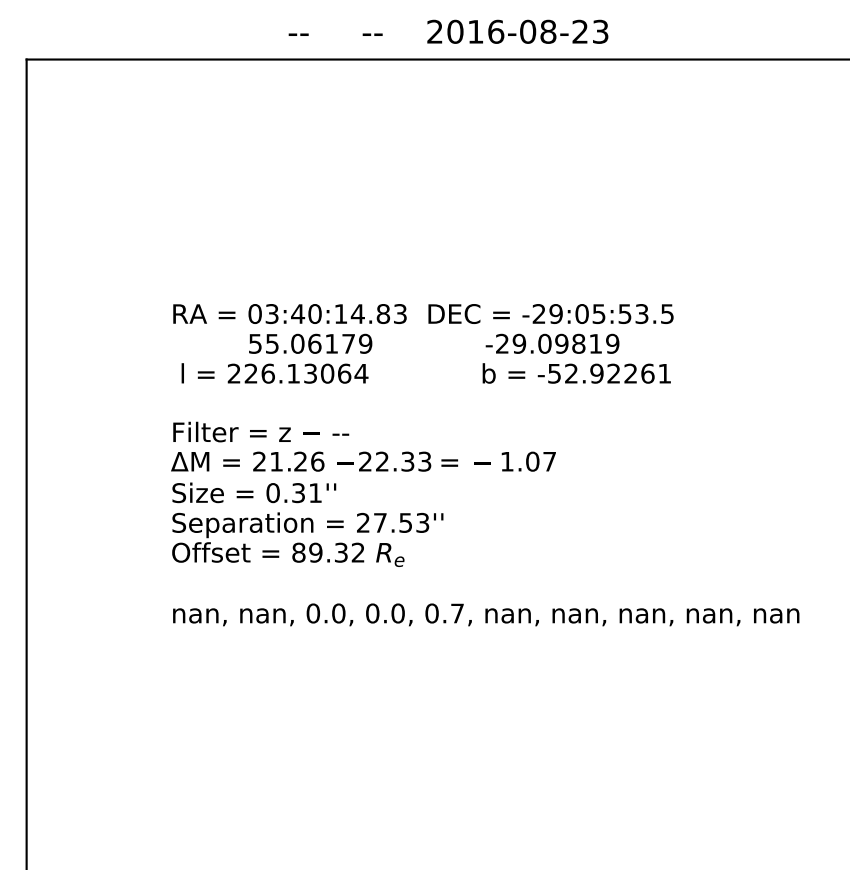 -- -- 2016-08-23
RA = 03:40:14.83 DEC = -29:05:53.5
55.06179 -29.09819
l = 226.13064 b = -52.92261
Filter = z − --
ΔM = 21.26 −22.33 = − 1.07
Size = 0.31''
Separation = 27.53''
Offset = 89.32 Re
nan, nan, 0.0, 0.0, 0.7, nan, nan, nan, nan, nan